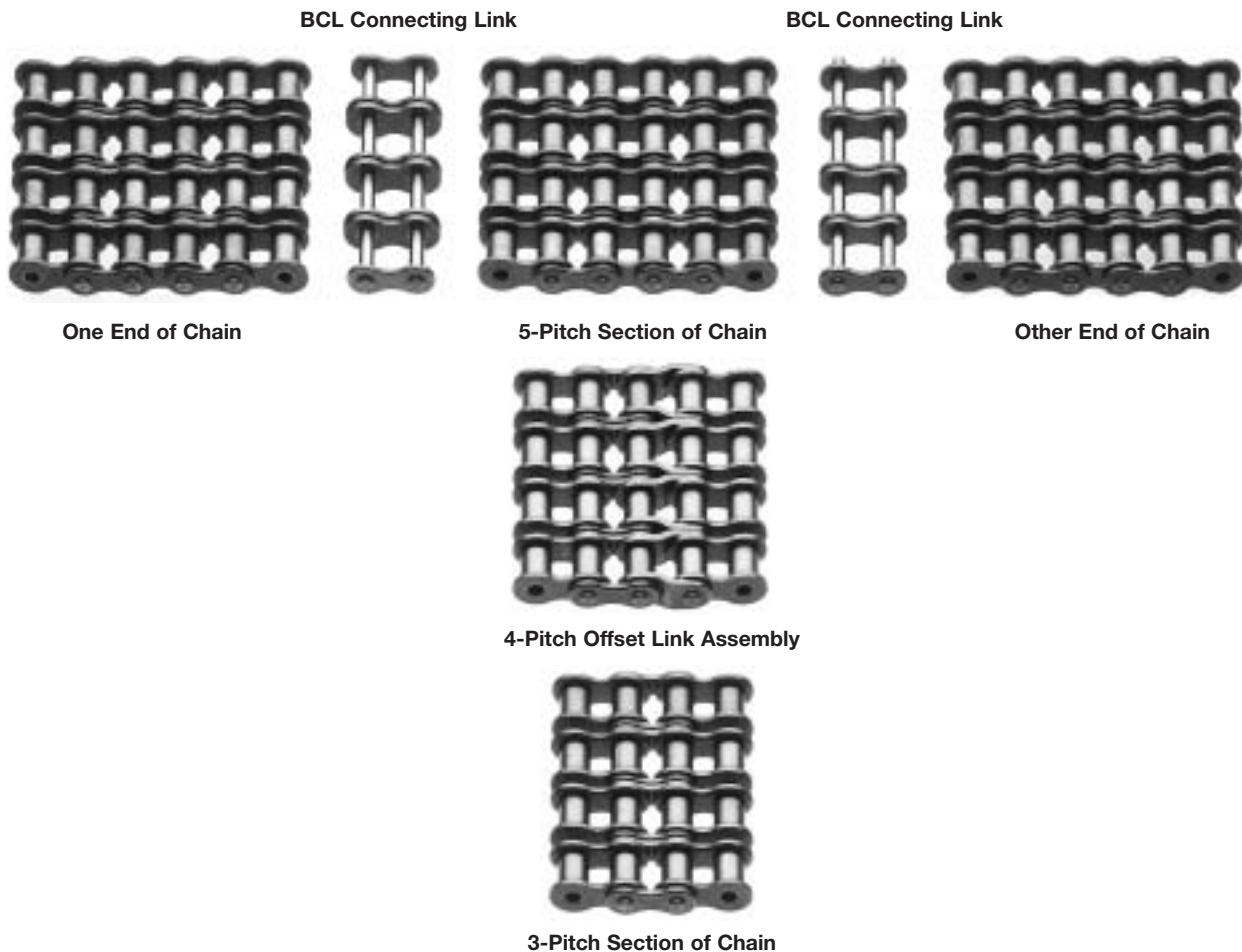 BCL Connecting Link
BCL Connecting Link
One End of Chain
5-Pitch Section of Chain
Other End of Chain
4-Pitch Offset Link Assembly
3-Pitch Section of Chain